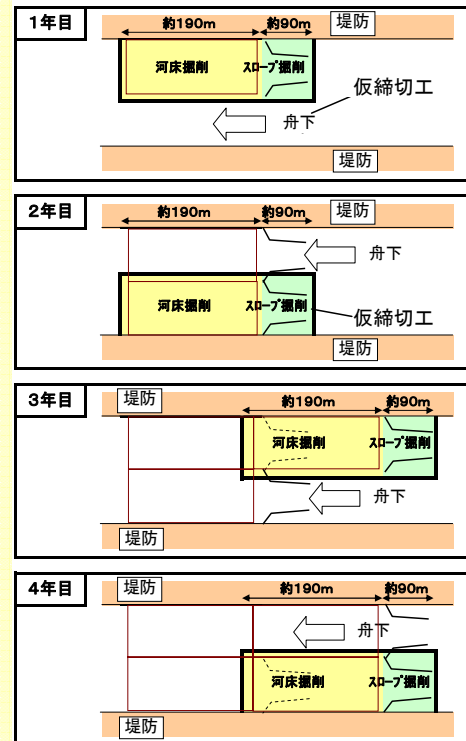 1年目
約190m 約90m 堤防
河床掘削 スロープ掘削
仮締切工
舟下
堤防
2年目
約190m 約90m 堤防
舟下
河床掘削 スロープ掘削
仮締切工
堤防
3年目
堤防
約190m 約90m
河床掘削 スロープ掘削
舟下
堤防
4年目
堤防
約190m 約90m
舟下
河床掘削 スロープ掘削
堤防